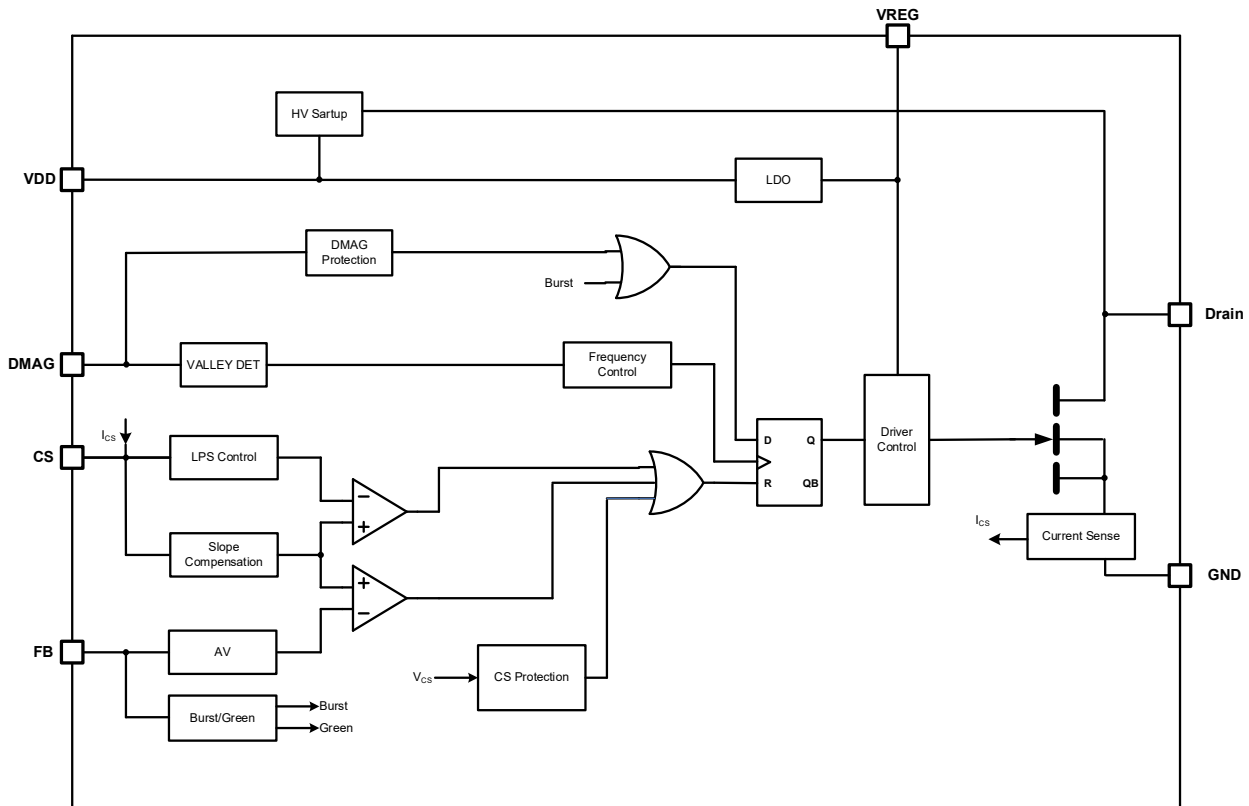 VREG
HV Sartup
VDD
LDO
DMAG
Protection
Burst
Drain
DMAG
VALLEY DET
Frequency
Control
ICS
CS
LPS Control
D
Q
Driver
Control
R
QB
Slope
Compensation
ICS
Current Sense
GND
FB
AV
VCS
CS Protection
Burst/Green
Burst
Green